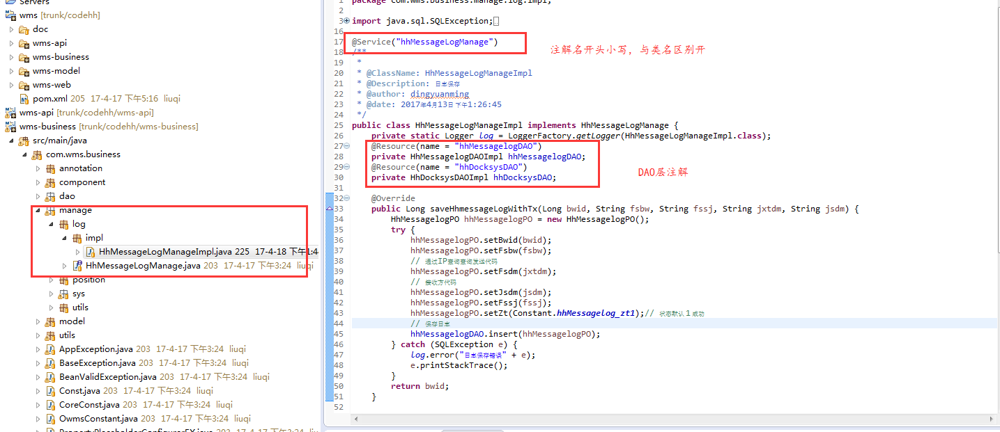 Servers
wms [trunk/codehh]
doc
wms-api
wms-business
wms-model
wms-web
pom.xml 205 17-4-17 下午5:16 liuqi
wms-api [trunk/codehh/wms-api]
wms-business [trunk/codehh/wms-business]
src/main/java
com.wms.business
annotation
component
dao
manage
log
impl
HhMessageLogManageImpl.java 225 17-4-18 下午1:4
HhMessageLogManage.java 203 17-4-17 下午3:24 liuqi
position
sys
utils
model
utils
AppException.java 203 17-4-17 下午3:24 liuqi
BaseException.java 203 17-4-17 下午3:24 liuqi
BeanValidException.java 203 17-4-17 下午3:24 liuqi
Const.java 203 17-4-17 下午3:24 liuqi
CoreConst.java 203 17-4-17 下午3:24 liuqi
OwmsConstant.java 203 17-4-17 下午3:24 liuqi
1 package com.wms.business.manage.log.impl;
2
3 import java.sql.SQLException;
16
17 @Service("hhMessageLogManage")
注解名开头小写，与类名区别开
18 /**
19 *
20 * @ClassName: HhMessageLogManageImpl
21 * @Description: 日志保存
22 * @author: dingyuanming
23 * @date: 2017年4月13日 下午1:26:45
24 */
25 public class HhMessageLogManageImpl implements HhMessageLogManage {
26 private static Logger log = LoggerFactory.getLogger(HhMessageLogManageImpl.class);
27 @Resource(name = "hhMessagelogDAO")
28 private HhMessagelogDAOImpl hhMessagelogDAO;
29 @Resource(name = "hhDocksysDAO")
DAO层注解
30 private HhDocksysDAOImpl hhDocksysDAO;
31
32 @Override
33 public Long saveHhmessageLogWithTx(Long bwid, String fsbw, String fssj, String jxtdm, String jsdm) {
34 HhMessagelogPO hhMessagelogPO = new HhMessagelogPO();
35 try {
36 hhMessagelogPO.setBwid(bwid);
37 hhMessagelogPO.setFsbw(fsbw);
38 // 通过IP查询查询发送代码
39 hhMessagelogPO.setFsdm(jxtdm);
40 // 接收方代码
41 hhMessagelogPO.setJsdm(jsdm);
42 hhMessagelogPO.setFssj(fssj);
43 hhMessagelogPO.setZt(Constant.hhMessagelog_zt1);// 状态默认１成功
44 // 保存日志
45 hhMessagelogDAO.insert(hhMessagelogPO);
46 } catch (SQLException e) {
47 log.error("日志保存错误" + e);
48 e.printStackTrace();
49 }
50 return bwid;
51 }
52